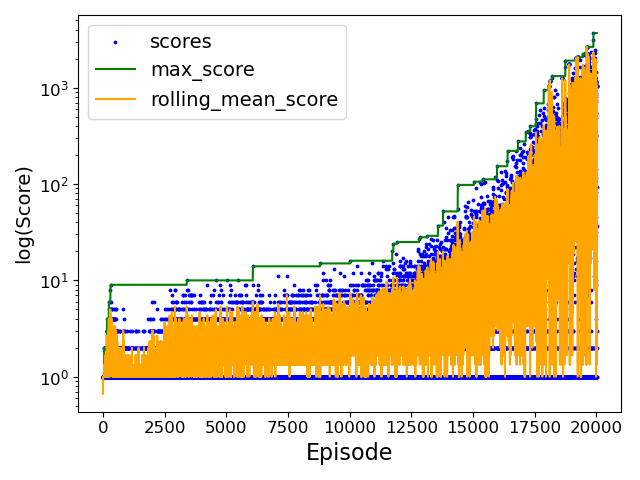 scores
max_score
rolling_mean_score
log(Score)
10³
10²
10¹
10⁰
0 2500 5000 7500 10000 12500 15000 17500 20000
Episode